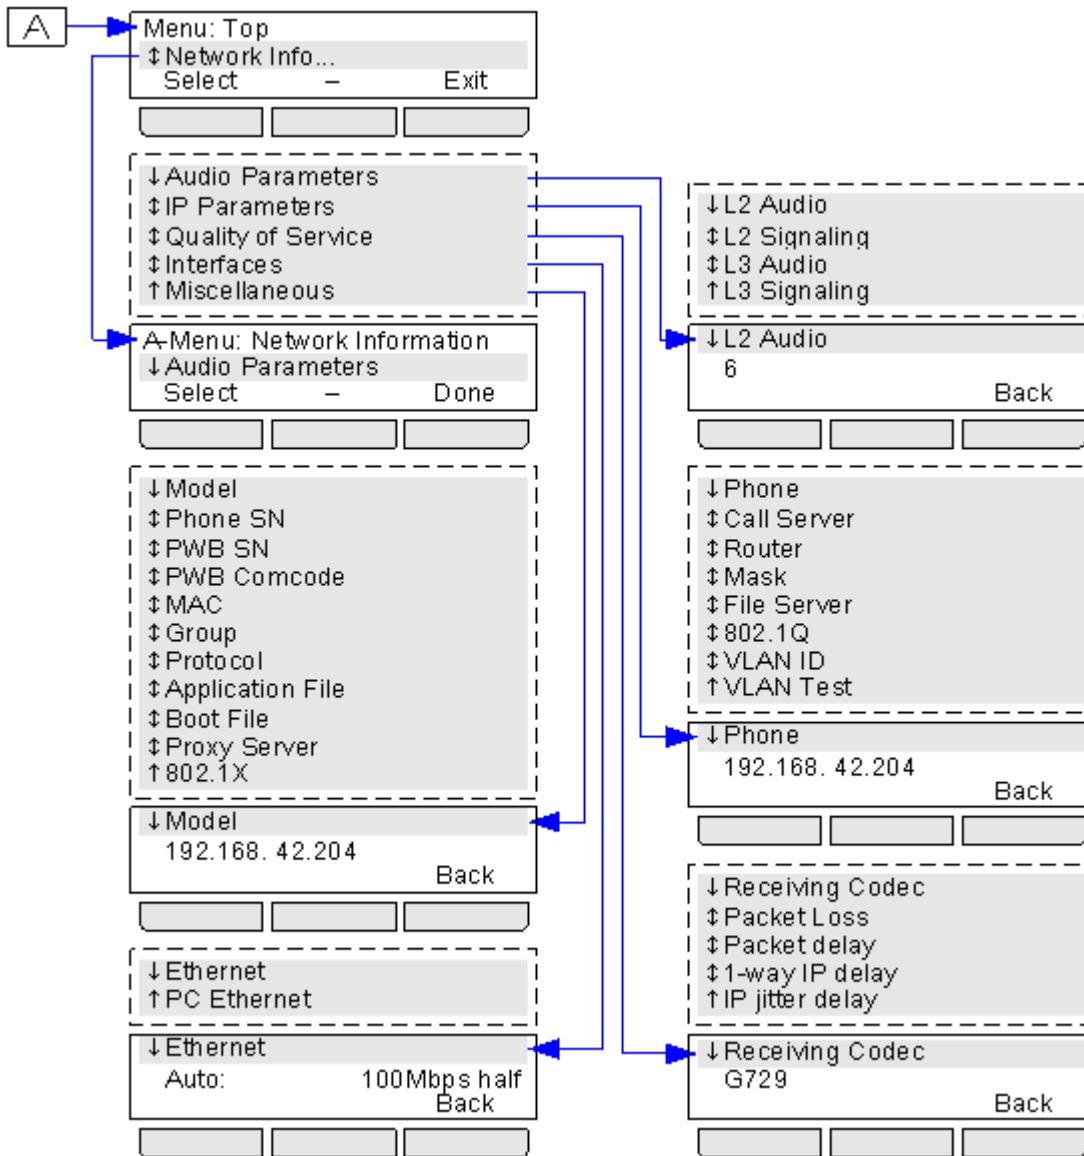 A
Menu: Top
↕Network Info...
Select – Exit
↓Audio Parameters
↕IP Parameters
↕Quality of Service
↕Interfaces
↑Miscellaneous
A-Menu: Network Information
↓Audio Parameters
Select – Done
↓Model
↕Phone SN
↕PWB SN
↕PWB Comcode
↕MAC
↕Group
↕Protocol
↕Application File
↕Boot File
↕Proxy Server
↑802.1X
↓Model
192.168. 42.204
Back
↓Ethernet
↑PC Ethernet
↓Ethernet
Auto: 100Mbps half
Back
↓L2 Audio
↕L2 Signaling
↕L3 Audio
↑L3 Signaling
↓L2 Audio
6
Back
↓Phone
↕Call Server
↕Router
↕Mask
↕File Server
↕802.1Q
↕VLAN ID
↑VLAN Test
↓Phone
192.168. 42.204
Back
↓Receiving Codec
↕Packet Loss
↕Packet delay
↕1-way IP delay
↑IP jitter delay
↓Receiving Codec
G729
Back